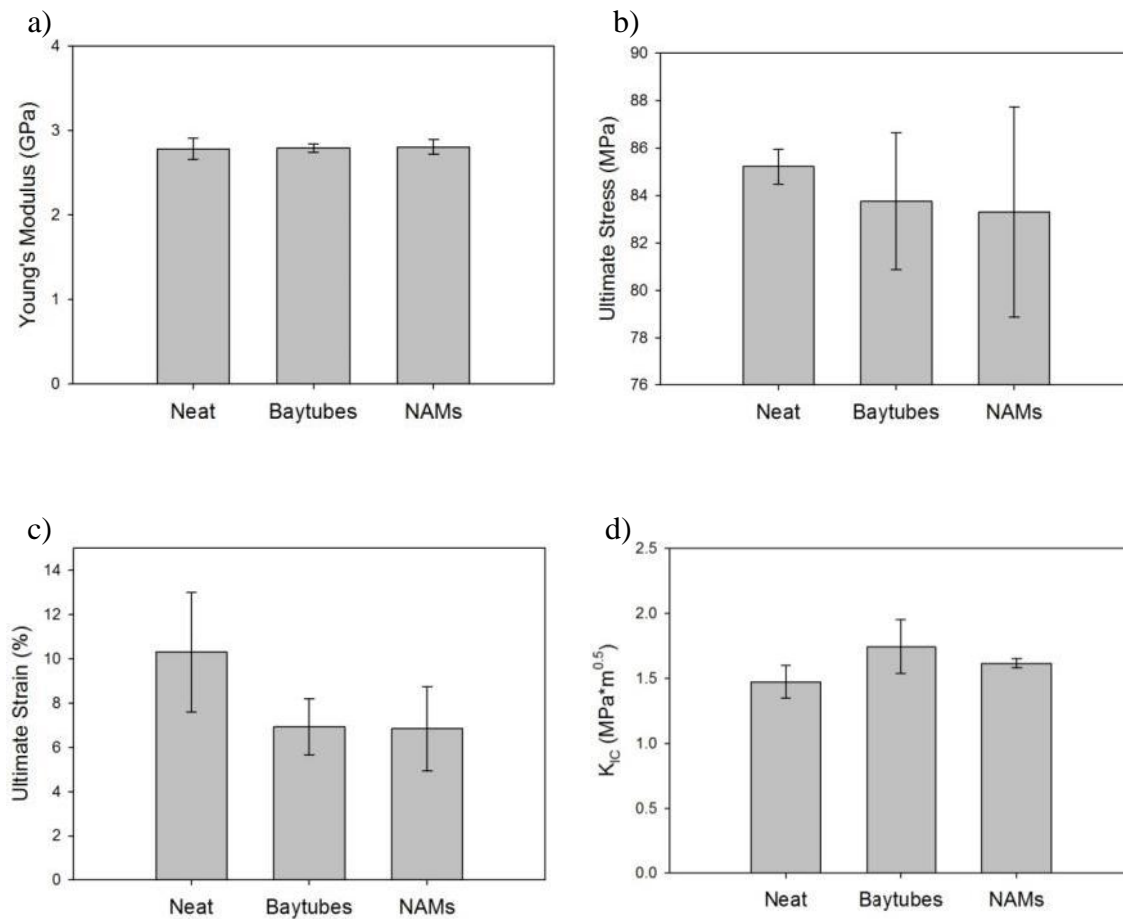 a)
Young's Modulus (GPa)
4
3
2
1
0
Neat Baytubes NAMs
b)
Ultimate Stress (MPa)
90
88
86
84
82
80
78
76
Neat Baytubes NAMs
c)
Ultimate Strain (%)
14
12
10
8
6
4
2
0
Neat Baytubes NAMs
d)
K_IC (MPa*m^0.5)
2.5
2.0
1.5
1.0
0.5
0.0
Neat Baytubes NAMs